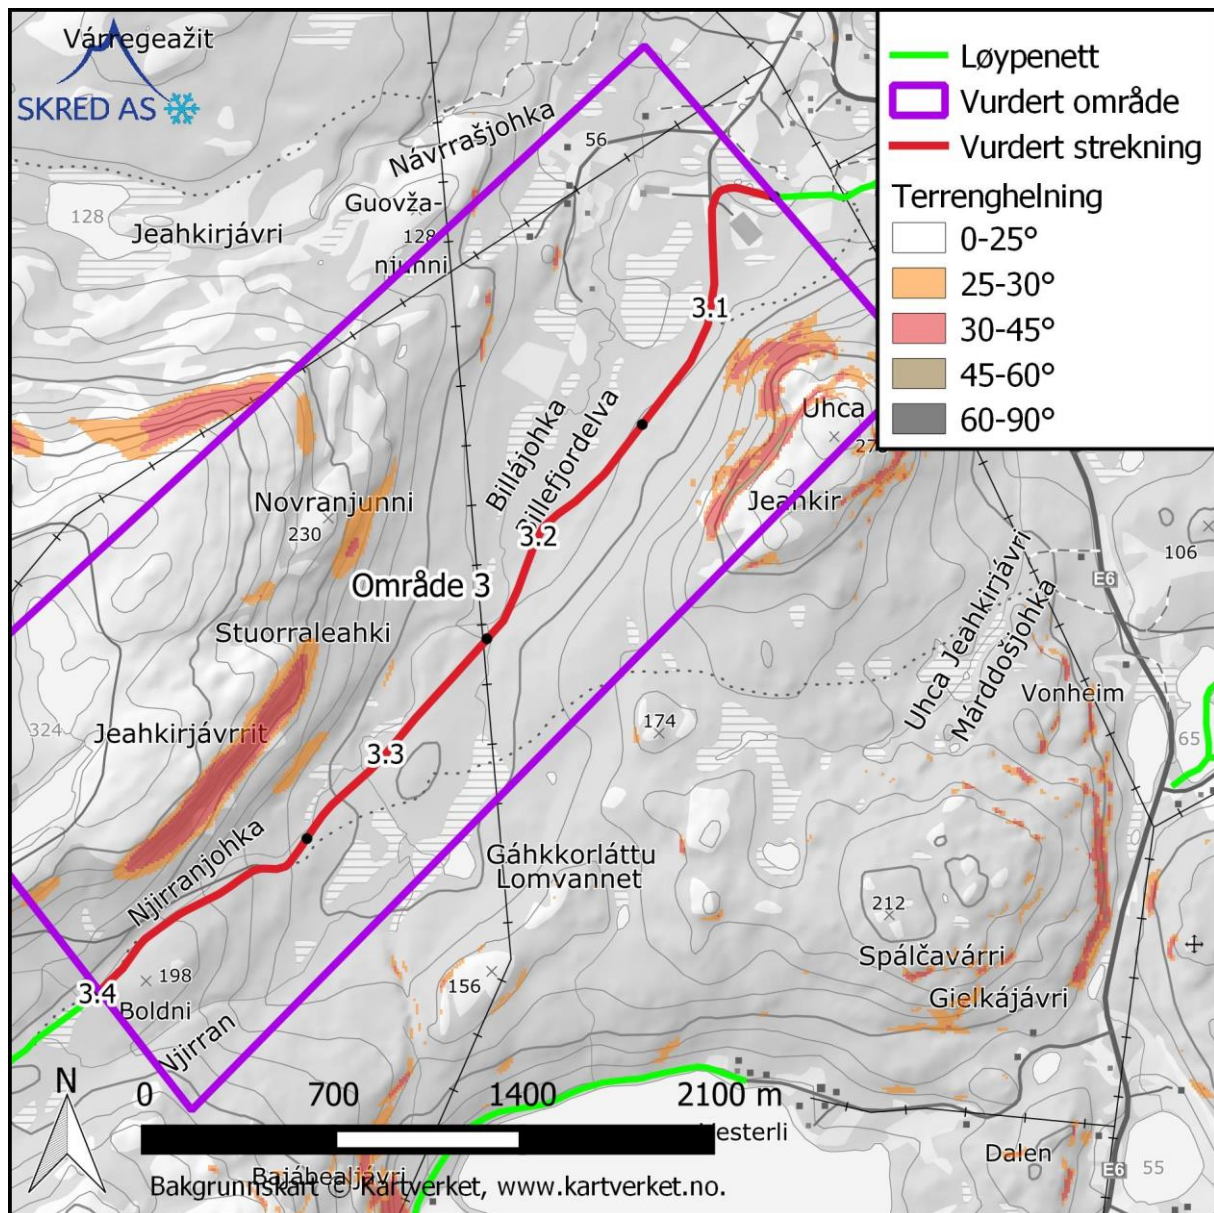 Várregeažit
SKRED AS
Návrrašjohka
56
Guovža-
128
njunni
128
Jeahkirjávri
Løypenett
Vurdert område
Vurdert strekning
Terrenghelning
0-25°
25-30°
30-45°
45-60°
60-90°
3.1
Uhca
Jeahkir
Billájohka
Billefjordelva
3.2
Novranjunni
230
Område 3
Stuorraleahki
106
E6
Uhca Jeahkirjávri
Márddošjohka
Vonheim
65
174
324
Jeahkirjávrrit
3.3
Njirranjohka
Gáhkkorláttu
Lomvannet
212
Spálčavárri
Gielkájávri
198
156
3.4
Boldni
Njirran
N
0
700
1400
2100 m
Vesterli
Dalen
E6
55
Bajábealjávri
Bakgrunnskart © Kartverket, www.kartverket.no.